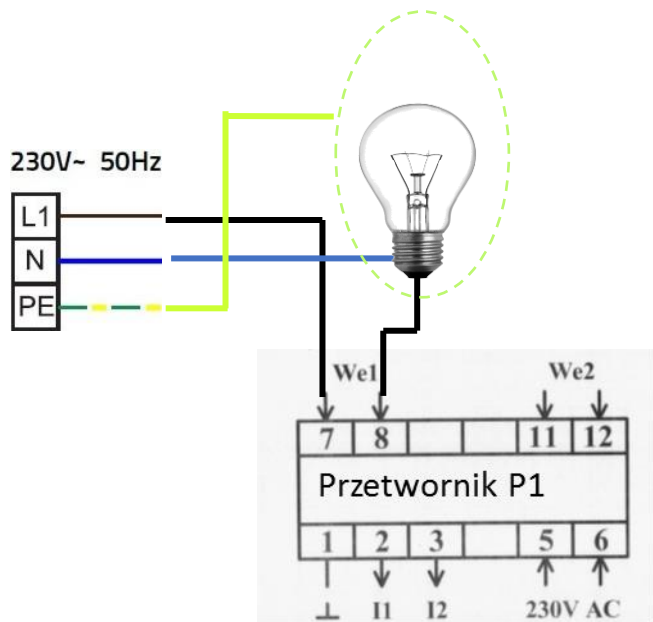 230V~ 50Hz
L1
N
PE
We1 We2
7 8 11 12
Przetwornik P1
1 2 3 5 6
⊥ I1 I2 230V AC